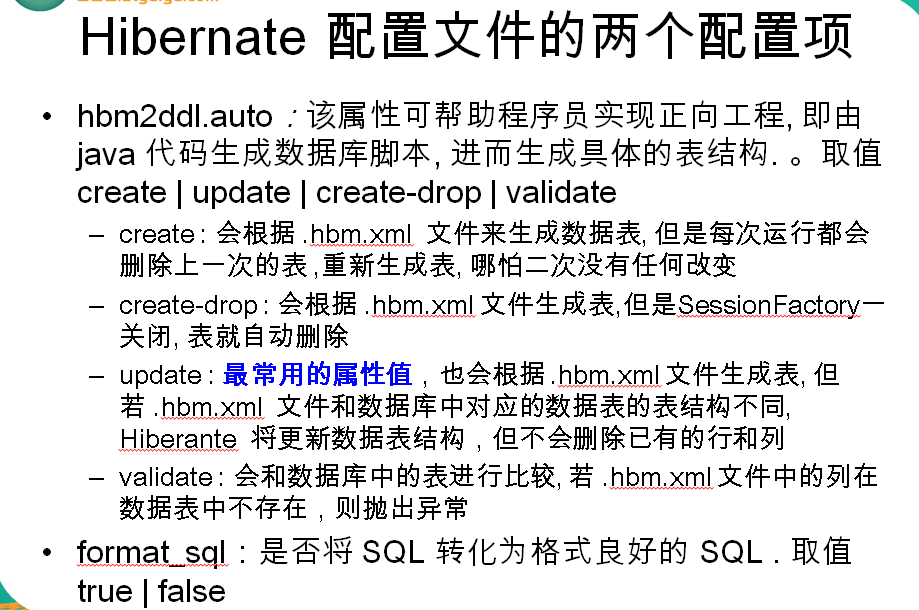 Hibernate 配置文件的两个配置项
• hbm2ddl.auto : 该属性可帮助程序员实现正向工程, 即由
java 代码生成数据库脚本, 进而生成具体的表结构. 。取值
create | update | create-drop | validate
– create : 会根据 .hbm.xml 文件来生成数据表, 但是每次运行都会
删除上一次的表 ,重新生成表, 哪怕二次没有任何改变
– create-drop : 会根据 .hbm.xml 文件生成表,但是SessionFactory一
关闭, 表就自动删除
– update : 最常用的属性值，也会根据 .hbm.xml 文件生成表, 但
若 .hbm.xml 文件和数据库中对应的数据表的表结构不同,
Hiberante 将更新数据表结构，但不会删除已有的行和列
– validate : 会和数据库中的表进行比较, 若 .hbm.xml 文件中的列在
数据表中不存在，则抛出异常
• format_sql：是否将 SQL 转化为格式良好的 SQL . 取值
true | false